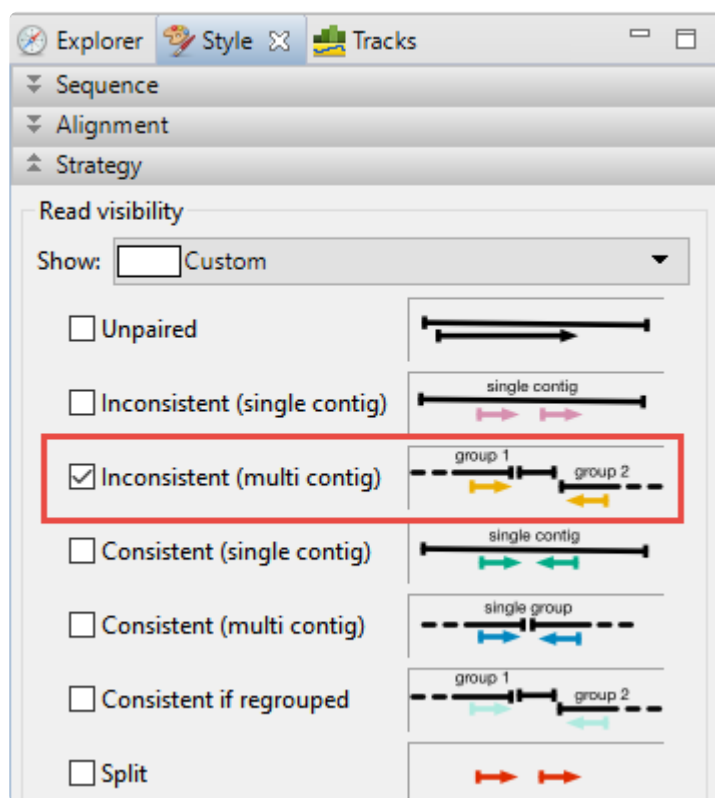 Explorer Style Tracks
Sequence
Alignment
Strategy
Read visibility
Show: Custom
Unpaired
Inconsistent (single contig) single contig
Inconsistent (multi contig) group 1 group 2
Consistent (single contig) single contig
Consistent (multi contig) single group
Consistent if regrouped group 1 group 2
Split